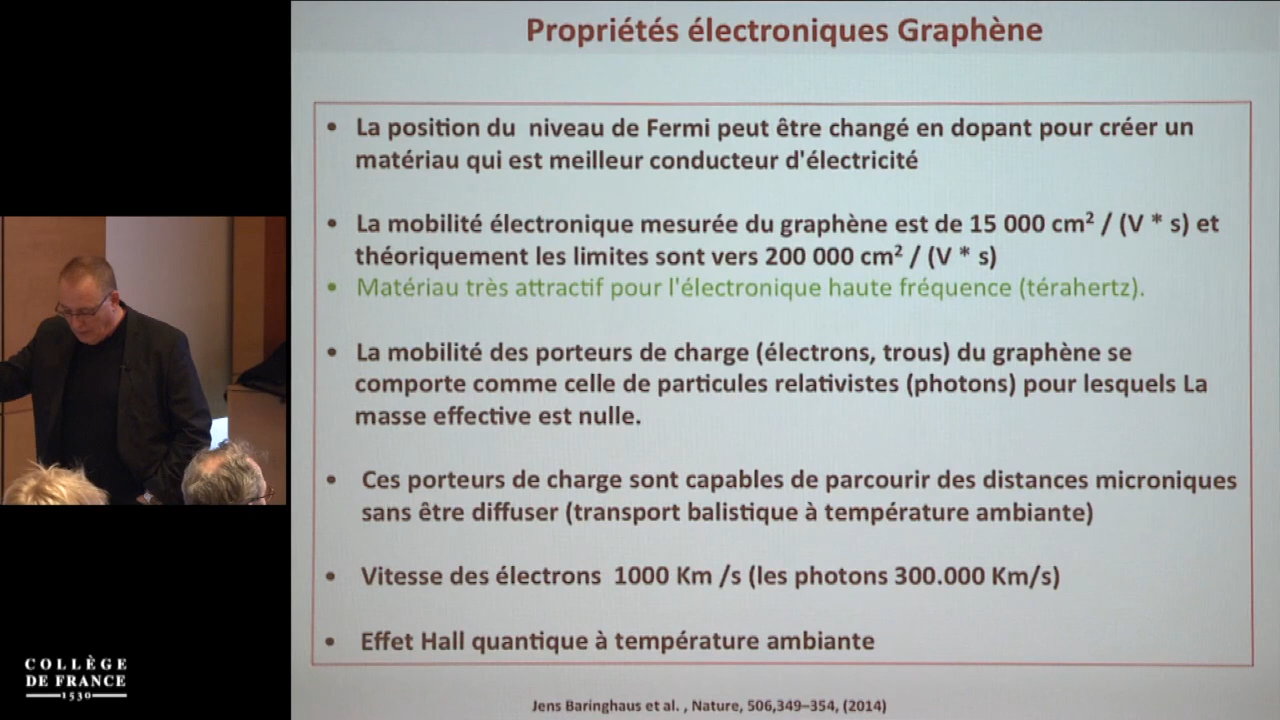 Propriétés électroniques Graphène
• La position du niveau de Fermi peut être changé en dopant pour créer un
matériau qui est meilleur conducteur d'électricité
• La mobilité électronique mesurée du graphène est de 15 000 cm² / (V * s) et
théoriquement les limites sont vers 200 000 cm² / (V * s)
• Matériau très attractif pour l'électronique haute fréquence (térahertz).
• La mobilité des porteurs de charge (électrons, trous) du graphène se
comporte comme celle de particules relativistes (photons) pour lesquels La
masse effective est nulle.
• Ces porteurs de charge sont capables de parcourir des distances microniques
sans être diffuser (transport balistique à température ambiante)
• Vitesse des électrons 1000 Km /s (les photons 300.000 Km/s)
• Effet Hall quantique à température ambiante
Jens Baringhaus et al. , Nature, 506,349–354, (2014)
COLLÈGE
DE FRANCE
1530